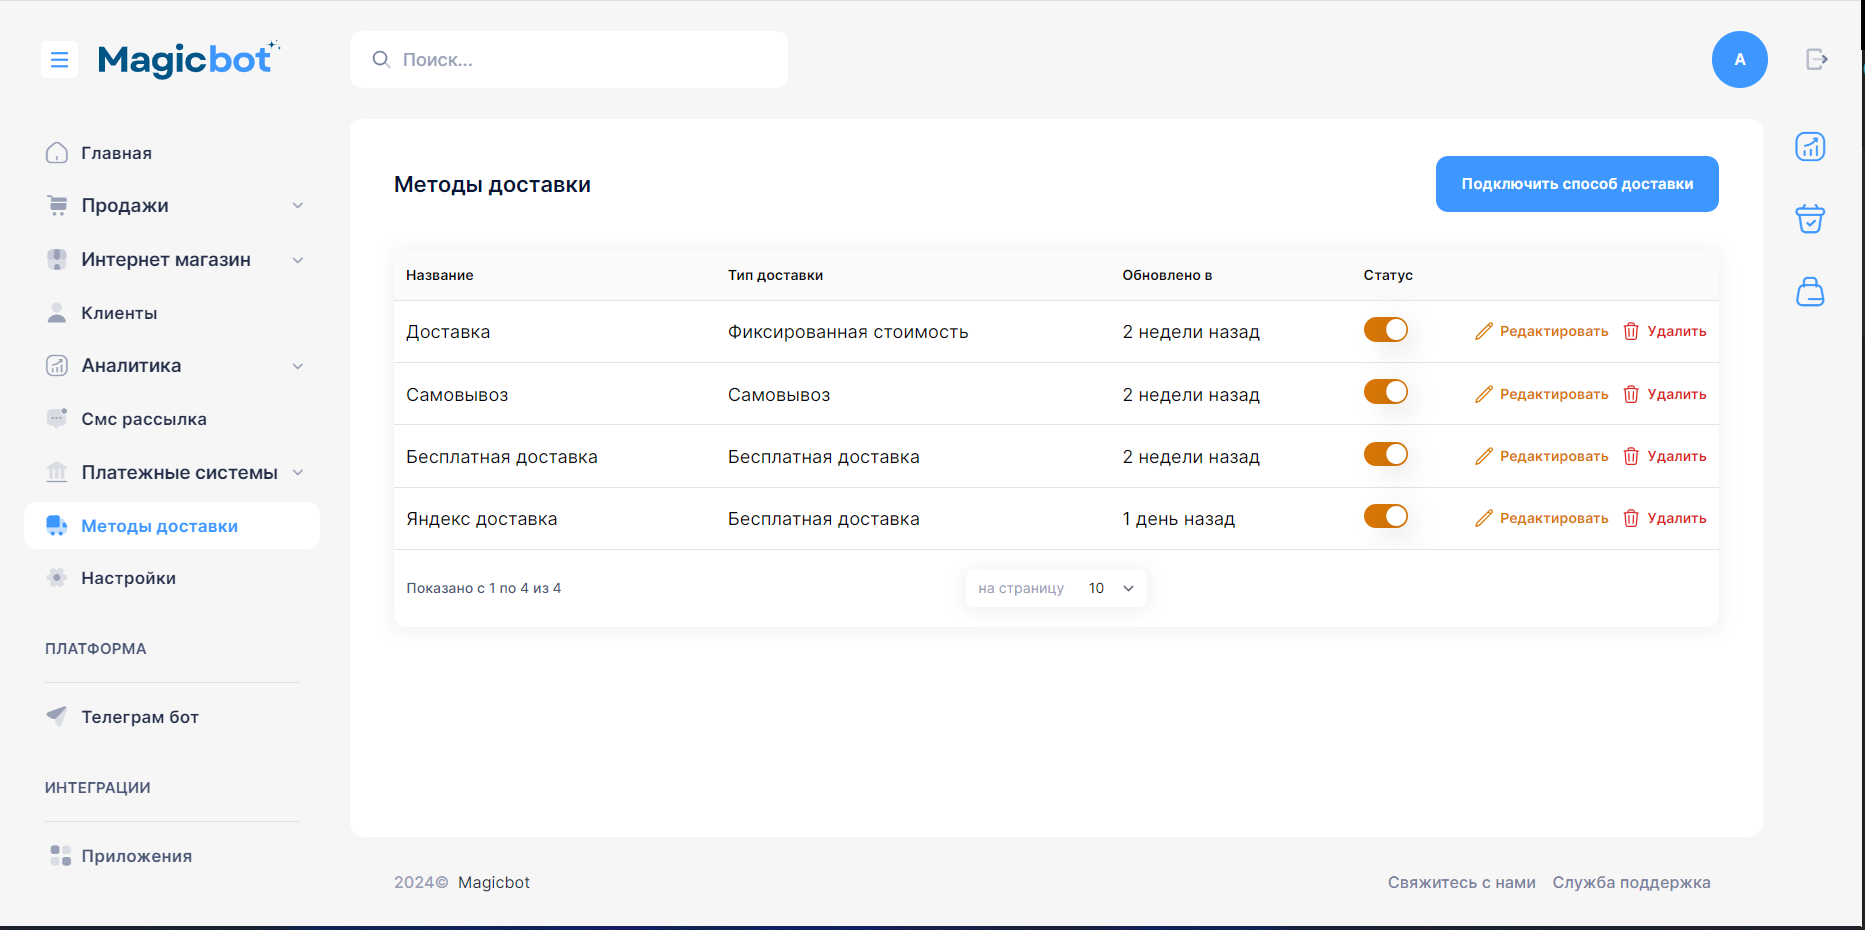 Magicbot
Поиск...
A
Главная
Продажи
Интернет магазин
Клиенты
Аналитика
Смс рассылка
Платежные системы
Методы доставки
Настройки
ПЛАТФОРМА
Телеграм бот
ИНТЕГРАЦИИ
Приложения
Методы доставки
Подключить способ доставки
Название Тип доставки Обновлено в Статус
Доставка Фиксированная стоимость 2 недели назад Редактировать Удалить
Самовывоз Самовывоз 2 недели назад Редактировать Удалить
Бесплатная доставка Бесплатная доставка 2 недели назад Редактировать Удалить
Яндекс доставка Бесплатная доставка 1 день назад Редактировать Удалить
Показано с 1 по 4 из 4 на страницу 10
2024© Magicbot Свяжитесь с нами Служба поддержка